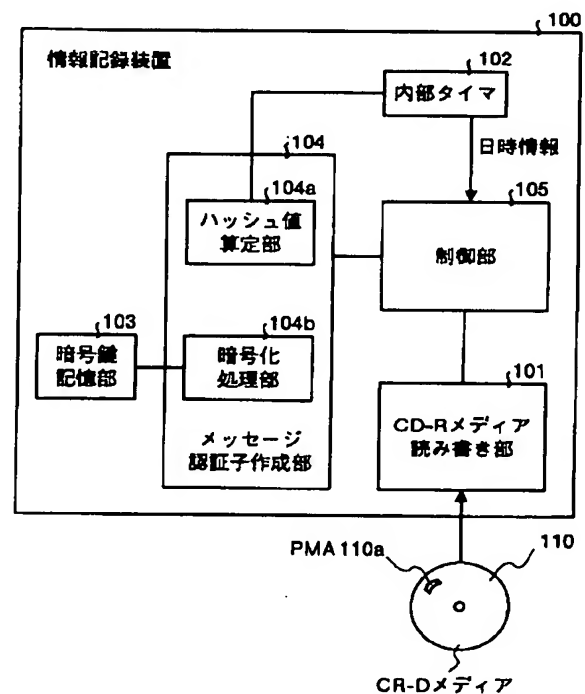 100
情報記録装置
102
内部タイマ
日時情報
104
104a
ハッシュ値
算定部
105
制御部
103
暗号鍵
記憶部
104b
暗号化
処理部
メッセージ
認証子作成部
101
CD-Rメディア
読み書き部
PMA110a
110
CR-Dメディア